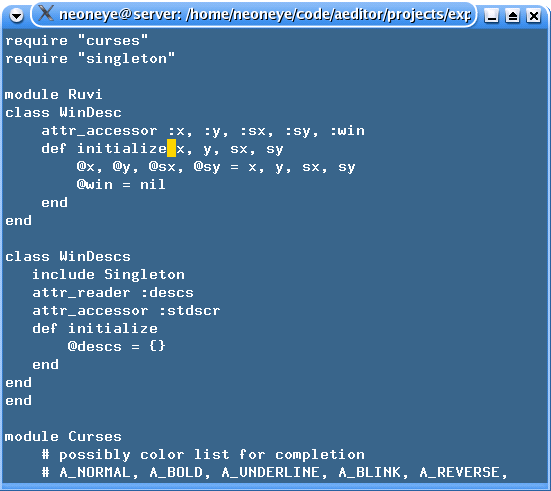 neoneye@server: /home/neoneye/code/aeditor/projects/exp
require "curses"
require "singleton"

module Ruvi
class WinDesc
    attr_accessor :x, :y, :sx, :sy, :win
    def initialize x, y, sx, sy
        @x, @y, @sx, @sy = x, y, sx, sy
        @win = nil
    end
end

class WinDescs
   include Singleton
   attr_reader :descs
   attr_accessor :stdscr
   def initialize
       @descs = {}
   end
end
end

module Curses
    # possibly color list for completion
    # A_NORMAL, A_BOLD, A_UNDERLINE, A_BLINK, A_REVERSE,